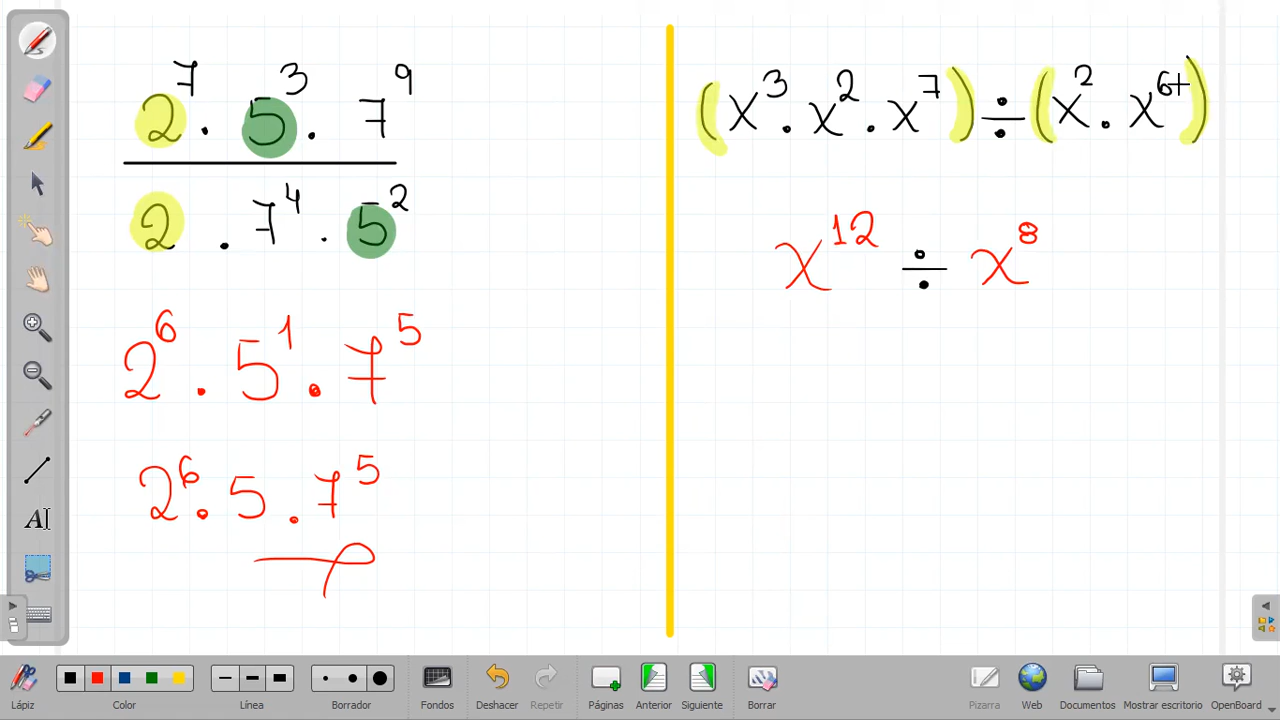 2⁷ . 5³ . 7⁹
2 . 7⁴ . 5²
2⁶ . 5¹ . 7⁵
2⁶ . 5 . 7⁵
(x³ . x² . x⁷) ÷ (x² . x⁶⁺)
x¹² ÷ x⁸
A
Lápiz Color Línea Borrador Fondos Deshacer Repetir Páginas Anterior Siguiente Borrar Pizarra Web Mostrar escritorio Documentos OpenBoard